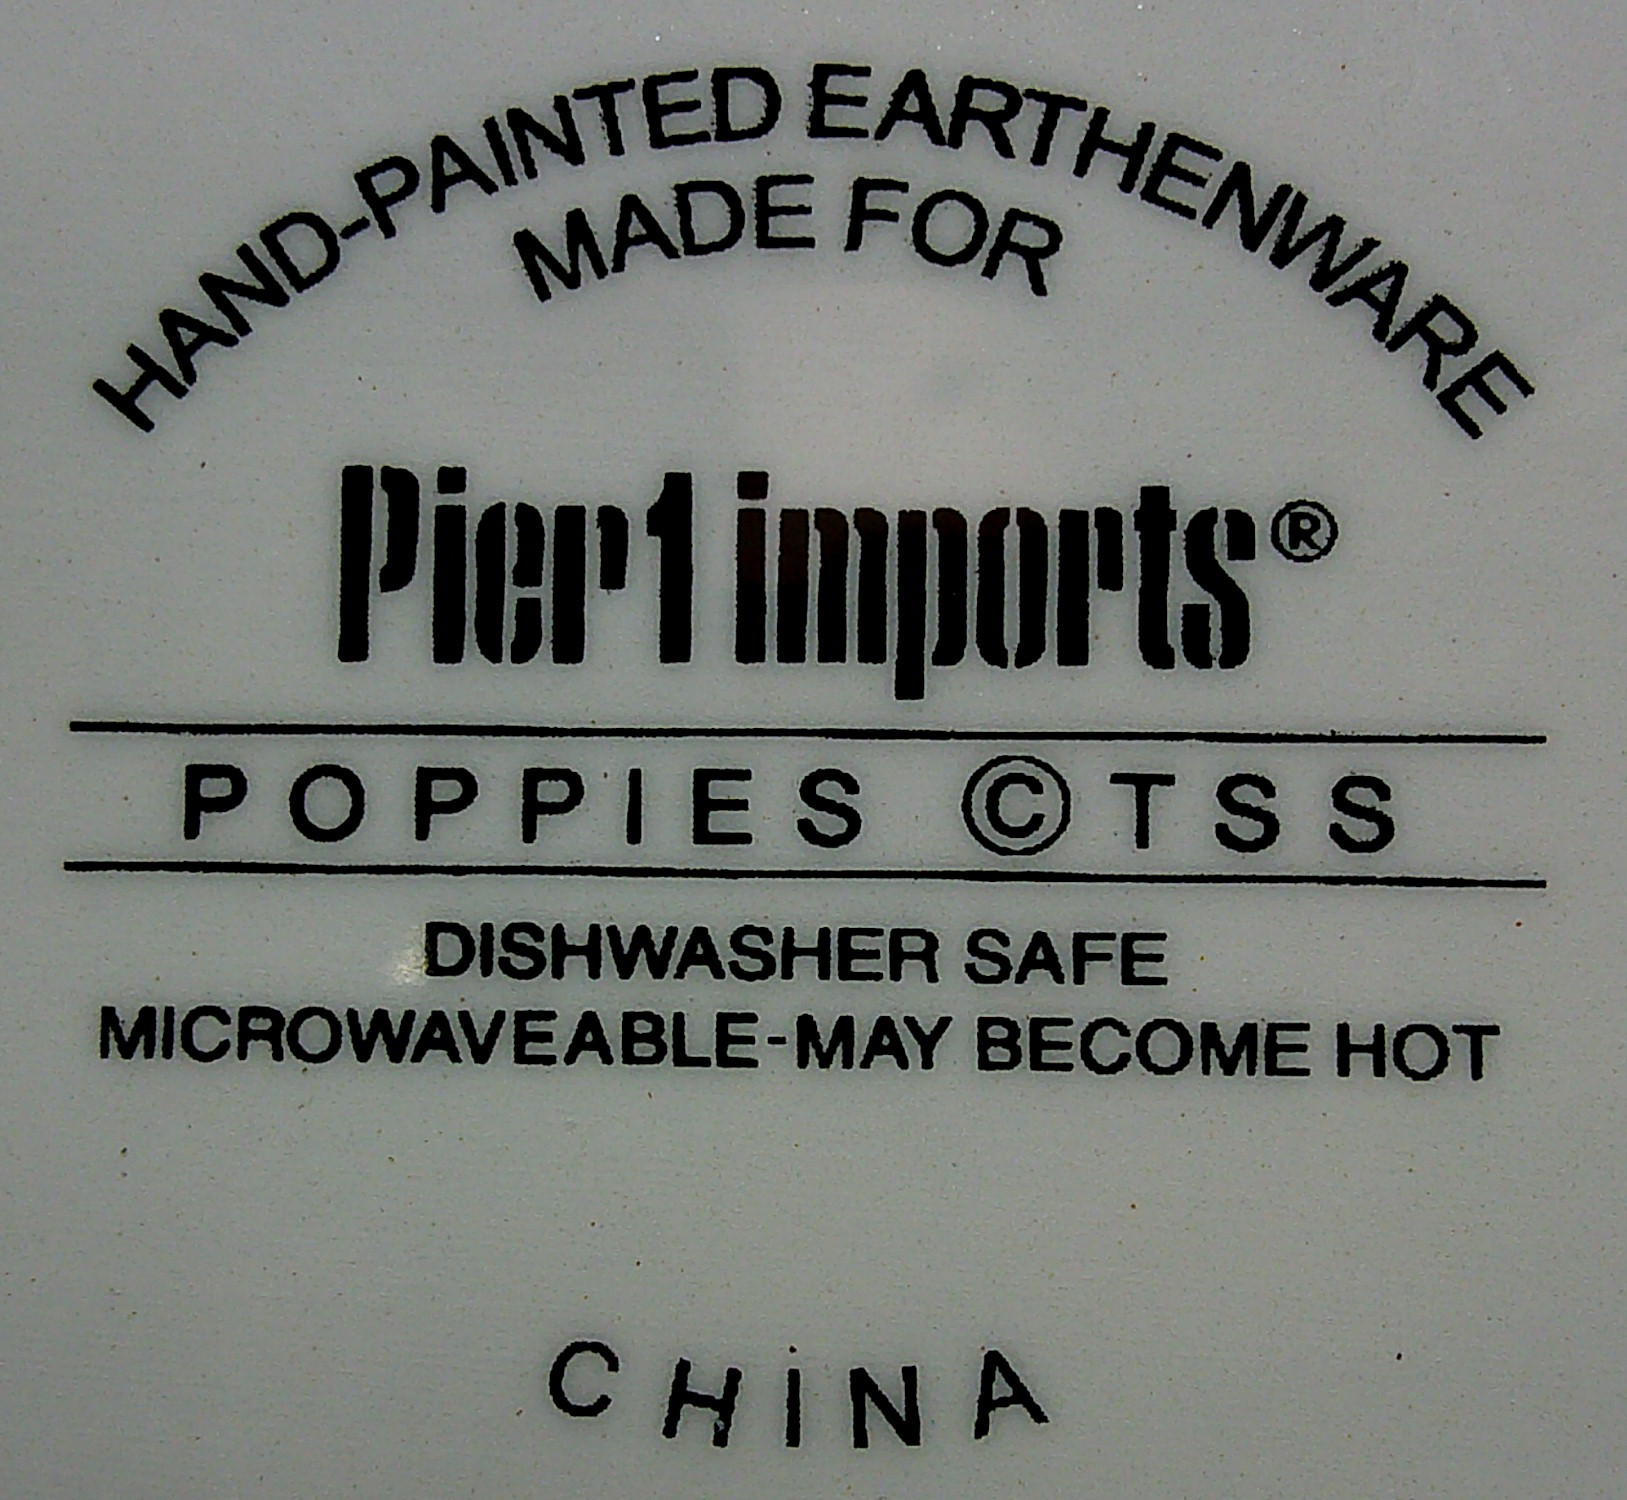 HAND-PAINTED EARTHENWARE
MADE FOR
Pier1 imports®
POPPIES ©TSS
DISHWASHER SAFE
MICROWAVEABLE-MAY BECOME HOT
CHINA